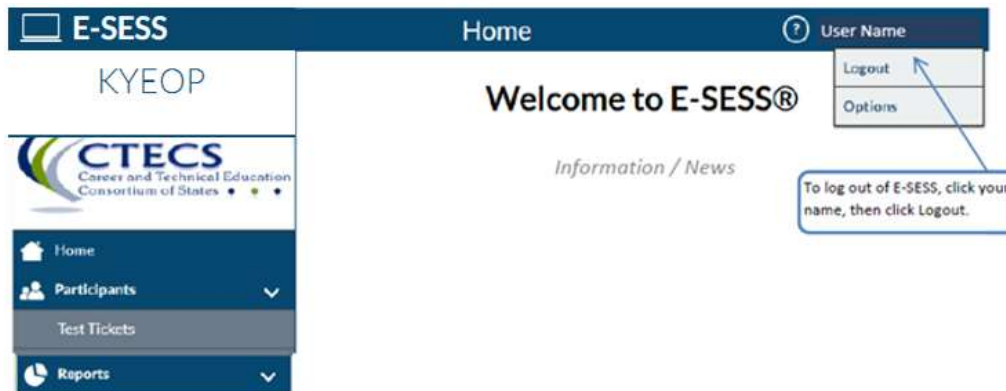 E-SESS
Home
? User Name
KYEOP
Logout
Options
Welcome to E-SESS®
CTECS
Career and Technical Education
Consortium of States
Information / News
To log out of E-SESS, click your
name, then click Logout.
Home
Participants
Test Tickets
Reports